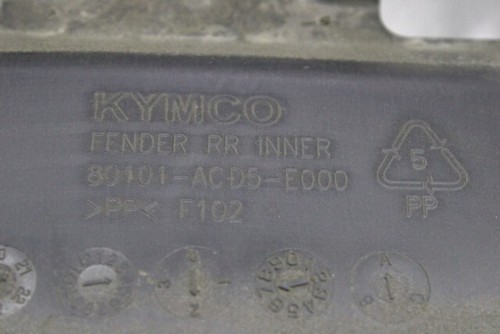 KYMCO
FENDER RR INNER
80101-ACD5-E000
>PP< F102
5
PP